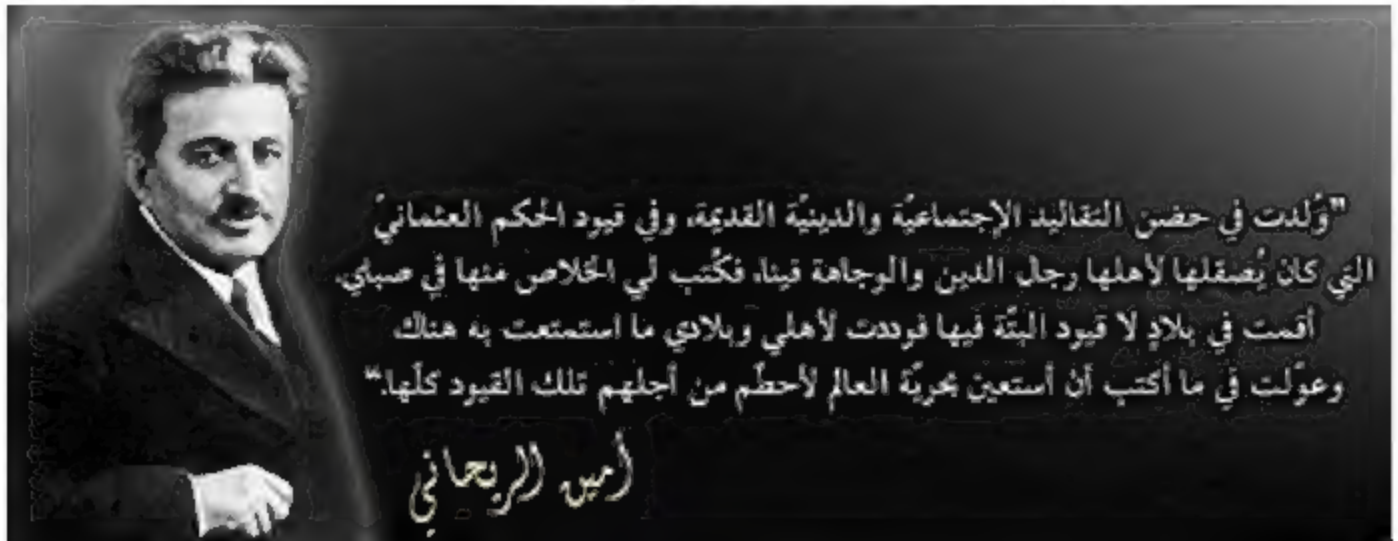 "وُلدت في حضن التقاليد الإجتماعيّة والدينيّة القديمة، وفي قيود الحكم العثمانيّ
التي كان يُصقلها لأهلها رجال الدين والوجاهة فينا، فكُتب لي الخلاص منها في صباي.
أقمت في بلادٍ لا قيود البتّة فيها فوددت لأهلي وبلادي ما استمتعت به هناك
وعوّلت في ما أكتب أن أستعين بحريّة العالم لأحطّم من أجلهم تلك القيود كلّها."
أمين الريحاني